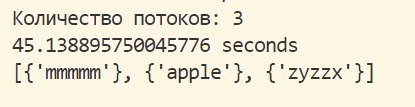 Количество потоков: 3
45.138895750045776 seconds
[{'mmmmm'}, {'apple'}, {'zyzzx'}]